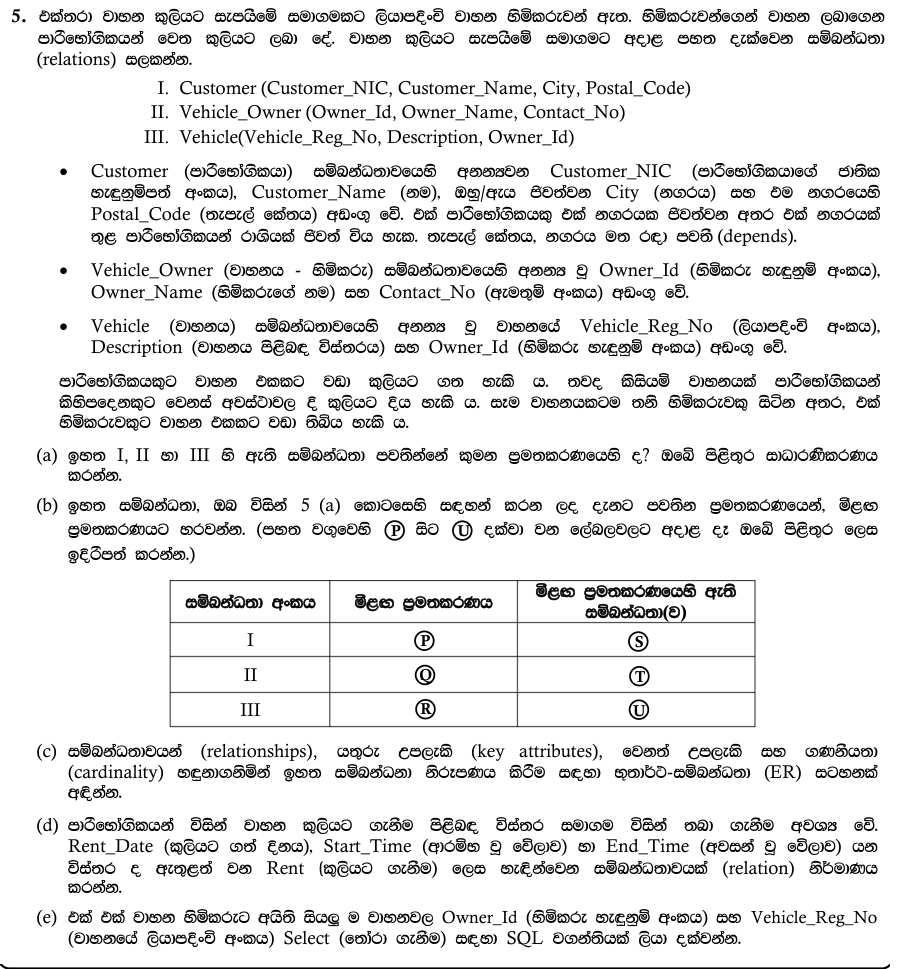 5. එක්තරා වාහන කුලියට සැපයීමේ සමාගමකට ලියාපදිංචි වාහන හිමිකරුවන් ඇත. හිමිකරුවන්ගෙන් වාහන ලබාගෙන
පාරිභෝගිකයන් වෙත කුලියට ලබා දේ. වාහන කුලියට සැපයීමේ සමාගමට අදාළ පහත දැක්වෙන සම්බන්ධතා
(relations) සලකන්න.
I. Customer (Customer_NIC, Customer_Name, City, Postal_Code)
II. Vehicle_Owner (Owner_Id, Owner_Name, Contact_No)
III. Vehicle(Vehicle_Reg_No, Description, Owner_Id)
• Customer (පාරිභෝගිකයා) සම්බන්ධතාවයෙහි අනන්‍යවන Customer_NIC (පාරිභෝගිකයාගේ ජාතික
හැඳුනුම්පත් අංකය), Customer_Name (නම), ඔහු/ඇය ජීවත්වන City (නගරය) සහ එම නගරයෙහි
Postal_Code (තැපැල් කේතය) අඩංගු වේ. එක් පාරිභෝගිකයකු එක් නගරයක ජීවත්වන අතර එක් නගරයක්
තුළ පාරිභෝගිකයන් රාශියක් ජීවත් විය හැක. තැපැල් කේතය, නගරය මත රඳා පවතී (depends).
• Vehicle_Owner (වාහනය - හිමිකරු) සම්බන්ධතාවයෙහි අනන්‍ය වූ Owner_Id (හිමිකරු හැඳුනුම් අංකය),
Owner_Name (හිමිකරුගේ නම) සහ Contact_No (ඇමතුම් අංකය) අඩංගු වේ.
• Vehicle (වාහනය) සම්බන්ධතාවයෙහි අනන්‍ය වූ වාහනයේ Vehicle_Reg_No (ලියාපදිංචි අංකය),
Description (වාහනය පිළිබඳ විස්තරය) සහ Owner_Id (හිමිකරු හැඳුනුම් අංකය) අඩංගු වේ.
පාරිභෝගිකයකුට වාහන එකකට වඩා කුලියට ගත හැකි ය. තවද කිසියම් වාහනයක් පාරිභෝගිකයන්
කිහිපදෙනකුට වෙනස් අවස්ථාවල දී කුලියට දිය හැකි ය. සෑම වාහනයකටම තනි හිමිකරුවකු සිටින අතර, එක්
හිමිකරුවකුට වාහන එකකට වඩා තිබිය හැකි ය.
(a) ඉහත I, II හා III හි ඇති සම්බන්ධතා පවතින්නේ කුමන ප්‍රමතකරණයෙහි ද? ඔබේ පිළිතුර සාධාරණීකරණය
කරන්න.
(b) ඉහත සම්බන්ධතා, ඔබ විසින් 5 (a) කොටසෙහි සඳහන් කරන ලද දැනට පවතින ප්‍රමතකරණයෙන්, මීළඟ
ප්‍රමතකරණයට හරවන්න. (පහත වගුවෙහි Ⓟ සිට Ⓤ දක්වා වන ලේබලවලට අදාළ දෑ ඔබේ පිළිතුර ලෙස
ඉදිරිපත් කරන්න.)
සම්බන්ධතා අංකය මීළඟ ප්‍රමතකරණය මීළඟ ප්‍රමතකරණයෙහි ඇති
සම්බන්ධතා(ව)
I Ⓟ Ⓢ
II Ⓠ Ⓣ
III Ⓡ Ⓤ
(c) සම්බන්ධතාවයන් (relationships), යතුරු උපලැකි (key attributes), වෙනත් උපලැකි සහ ගණනීයතා
(cardinality) හඳුනාගනිමින් ඉහත සම්බන්ධතා නිරූපණය කිරීම සඳහා භූතාර්ථ-සම්බන්ධතා (ER) සටහනක්
අඳින්න.
(d) පාරිභෝගිකයන් විසින් වාහන කුලියට ගැනීම පිළිබඳ විස්තර සමාගම විසින් තබා ගැනීම අවශ්‍ය වේ.
Rent_Date (කුලියට ගත් දිනය), Start_Time (ආරම්භ වූ වේලාව) හා End_Time (අවසන් වූ වේලාව) යන
විස්තර ද ඇතුළත් වන Rent (කුලියට ගැනීම) ලෙස හැඳින්වෙන සම්බන්ධතාවයක් (relation) නිර්මාණය
කරන්න.
(e) එක් එක් වාහන හිමිකරුට අයිති සියලු ම වාහනවල Owner_Id (හිමිකරු හැඳුනුම් අංකය) සහ Vehicle_Reg_No
(වාහනයේ ලියාපදිංචි අංකය) Select (තෝරා ගැනීම) සඳහා SQL වගන්තියක් ලියා දක්වන්න.